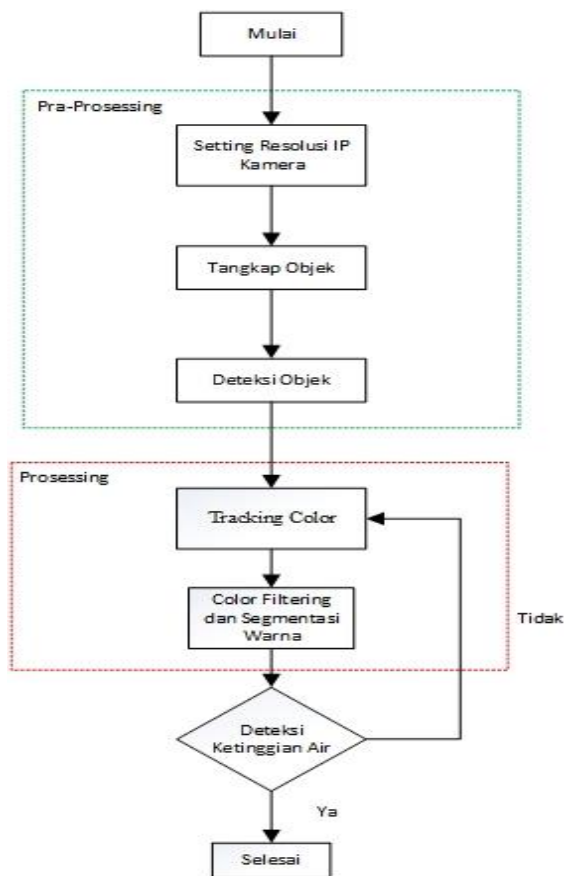 Mulai
Pra-Prosessing
Setting Resolusi IP
Kamera
Tangkap Objek
Deteksi Objek
Prosessing
Tracking Color
Color Filtering
dan Segmentasi
Warna
Tidak
Deteksi
Ketinggian Air
Ya
Selesai